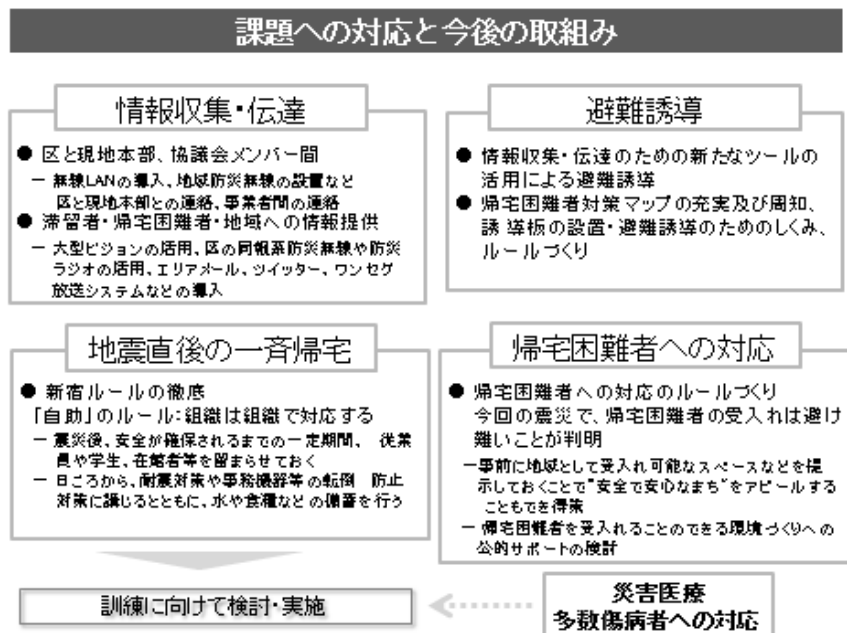 課題への対応と今後の取組み
情報収集・伝達
● 区と現地本部、協議会メンバー間
－ 無線LANの導入、地域防災無線の設置など
区と現地本部との連絡、事業者間の連絡
● 滞留者・帰宅困難者・地域への情報提供
－ 大型ビジョンの活用、区の同報系防災無線や防災
ラジオの活用、エリアメール、ツイッター、ワンセグ
放送システムなどの導入
避難誘導
● 情報収集・伝達のための新たなツールの
活用による避難誘導
● 帰宅困難者対策マップの充実及び周知、
誘 導板の設置・避難誘導のためのしくみ、
ルールづくり
地震直後の一斉帰宅
● 新宿ルールの徹底
「自助」のルール：組織は組織で対応する
－ 震災後、安全が確保されるまでの一定期間、 従業
員や学生、在館者等を留まらせておく
－ 日ごろから、耐震対策や事務機器等の転倒 防止
対策に講じるとともに、水や食糧などの備蓄を行う
帰宅困難者への対応
● 帰宅困難者への対応のルールづくり
今回の震災で、帰宅困難者の受入れは避け
難いことが判明
－事前に地域として受入れ可能なスペースなどを提
示しておくことで"安全で安心なまち"をアピールする
こともでき得策
－ 帰宅困難者を受入れることのできる環境づくりへの
公的サポートの検討
訓練に向けて検討・実施
災害医療
多数傷病者への対応